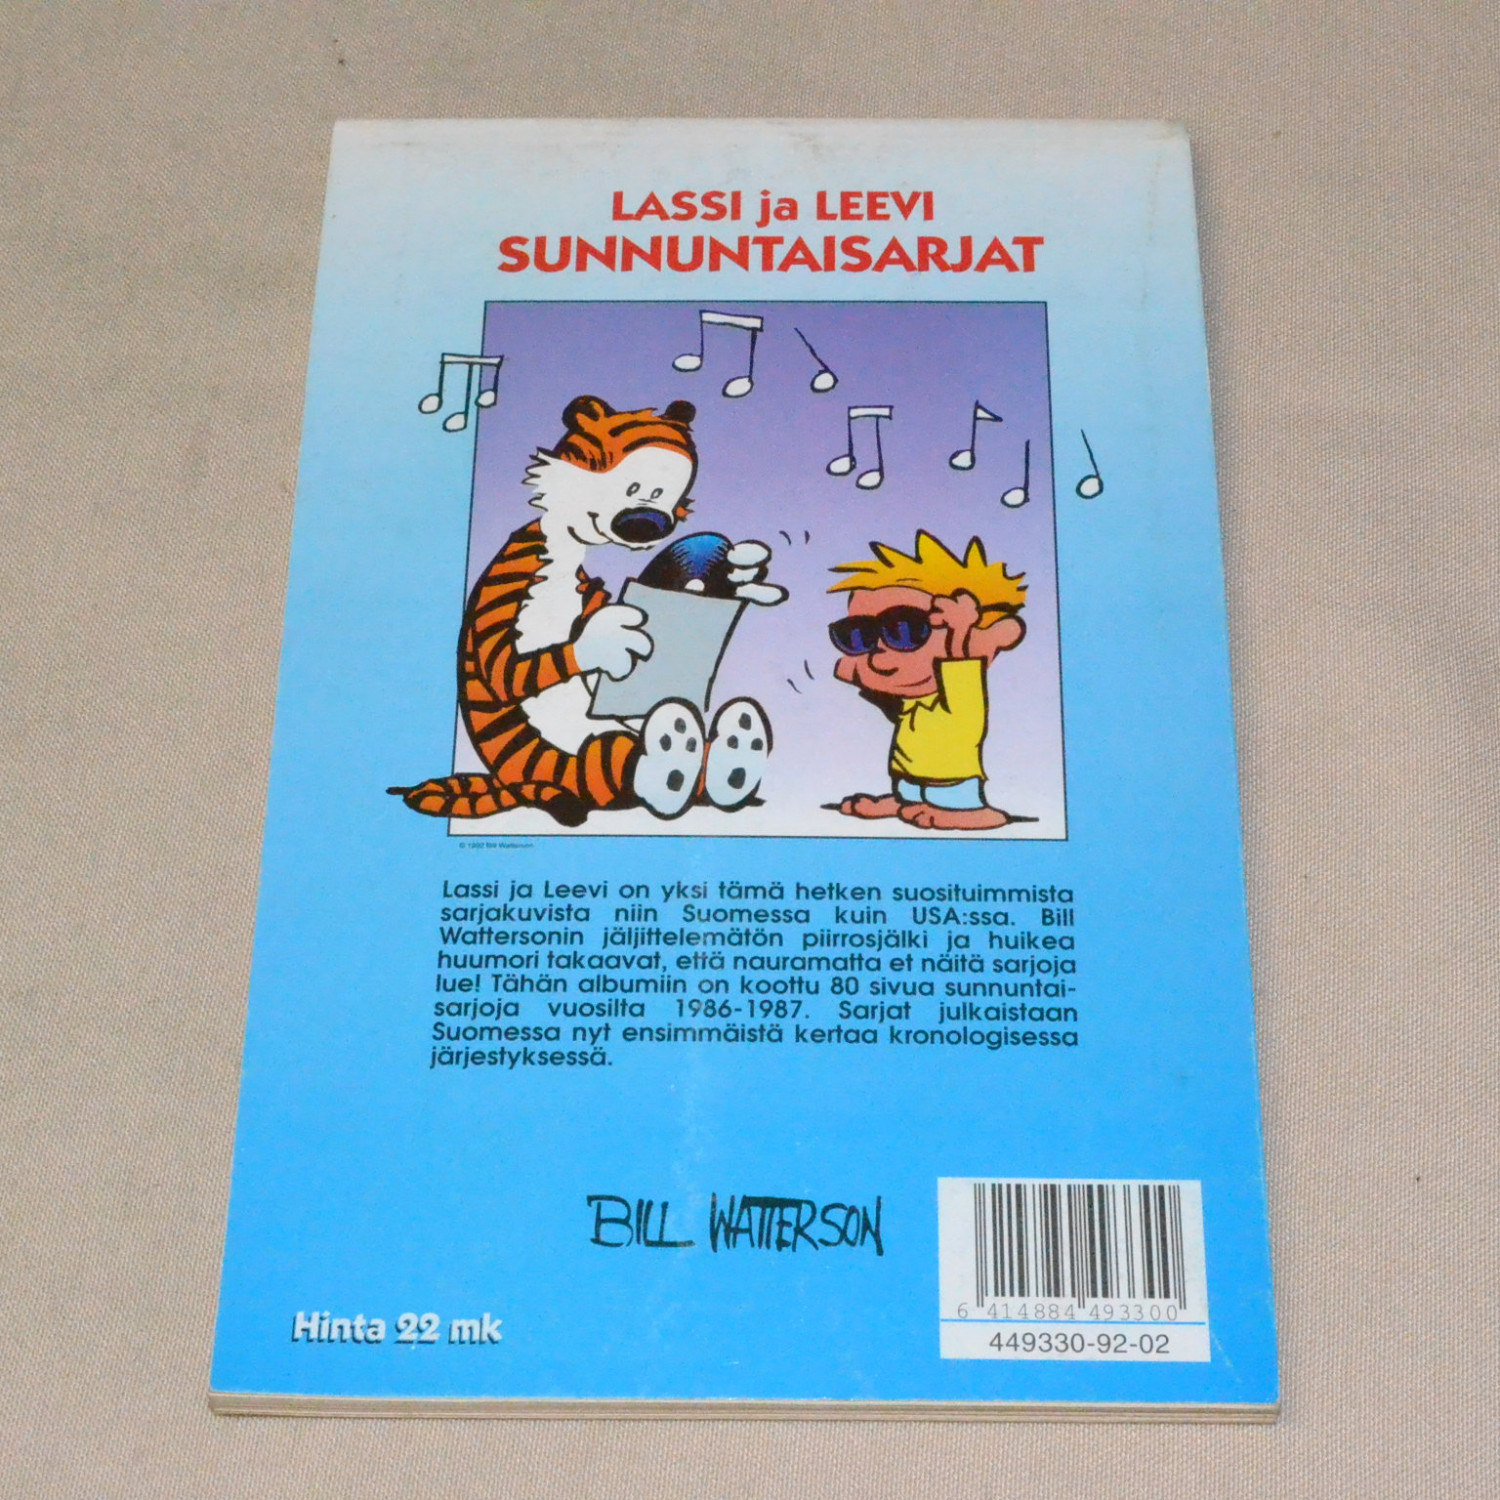 LASSI ja LEEVI
SUNNUNTAISARJAT
© 1992 Bill Watterson
Lassi ja Leevi on yksi tämä hetken suosituimmista
sarjakuvista niin Suomessa kuin USA:ssa. Bill
Wattersonin jäljittelemätön piirrosjälki ja huikea
huumori takaavat, että nauramatta et näitä sarjoja
lue! Tähän albumiin on koottu 80 sivua sunnuntai-
sarjoja vuosilta 1986-1987. Sarjat julkaistaan
Suomessa nyt ensimmäistä kertaa kronologisessa
järjestyksessä.
BILL WATTERSON
Hinta 22 mk
6 414884 493300
449330-92-02